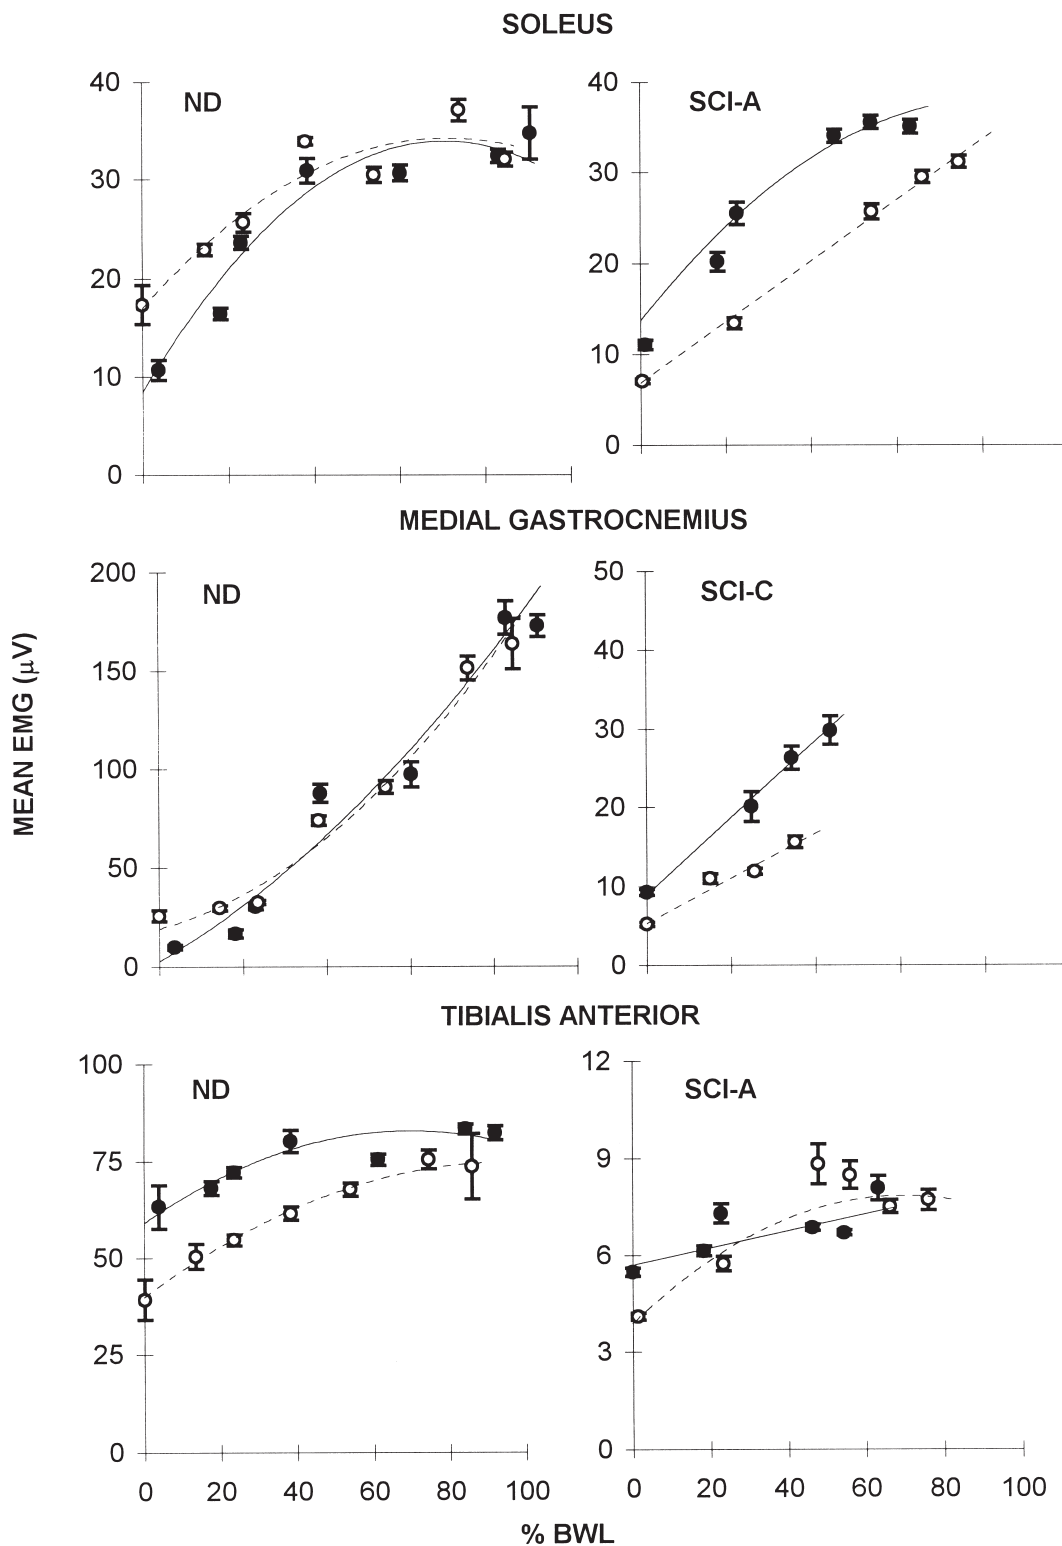 SOLEUS
ND
SCI-A
40
30
20
10
0
40
30
20
10
0
MEDIAL GASTROCNEMIUS
ND
SCI-C
200
150
100
50
0
50
40
30
20
10
0
MEAN EMG (μV)
TIBIALIS ANTERIOR
ND
SCI-A
100
75
50
25
0
12
9
6
3
0
0 20 40 60 80 100
0 20 40 60 80 100
% BWL